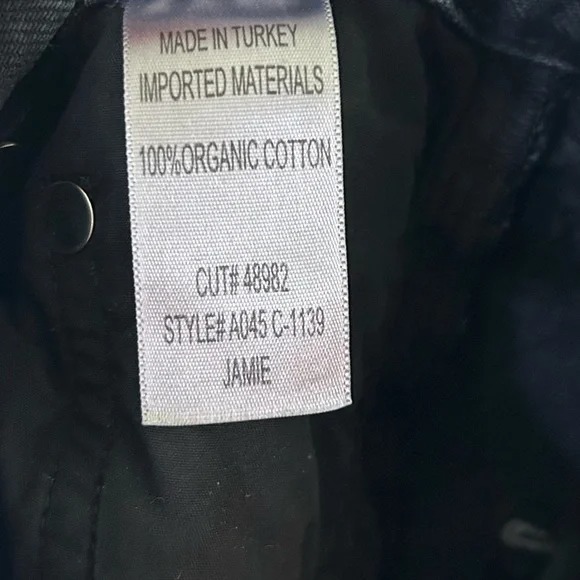 MADE IN TURKEY
IMPORTED MATERIALS
100%ORGANIC COTTON
CUT# 48982
STYLE# A045 C-1139
JAMIE